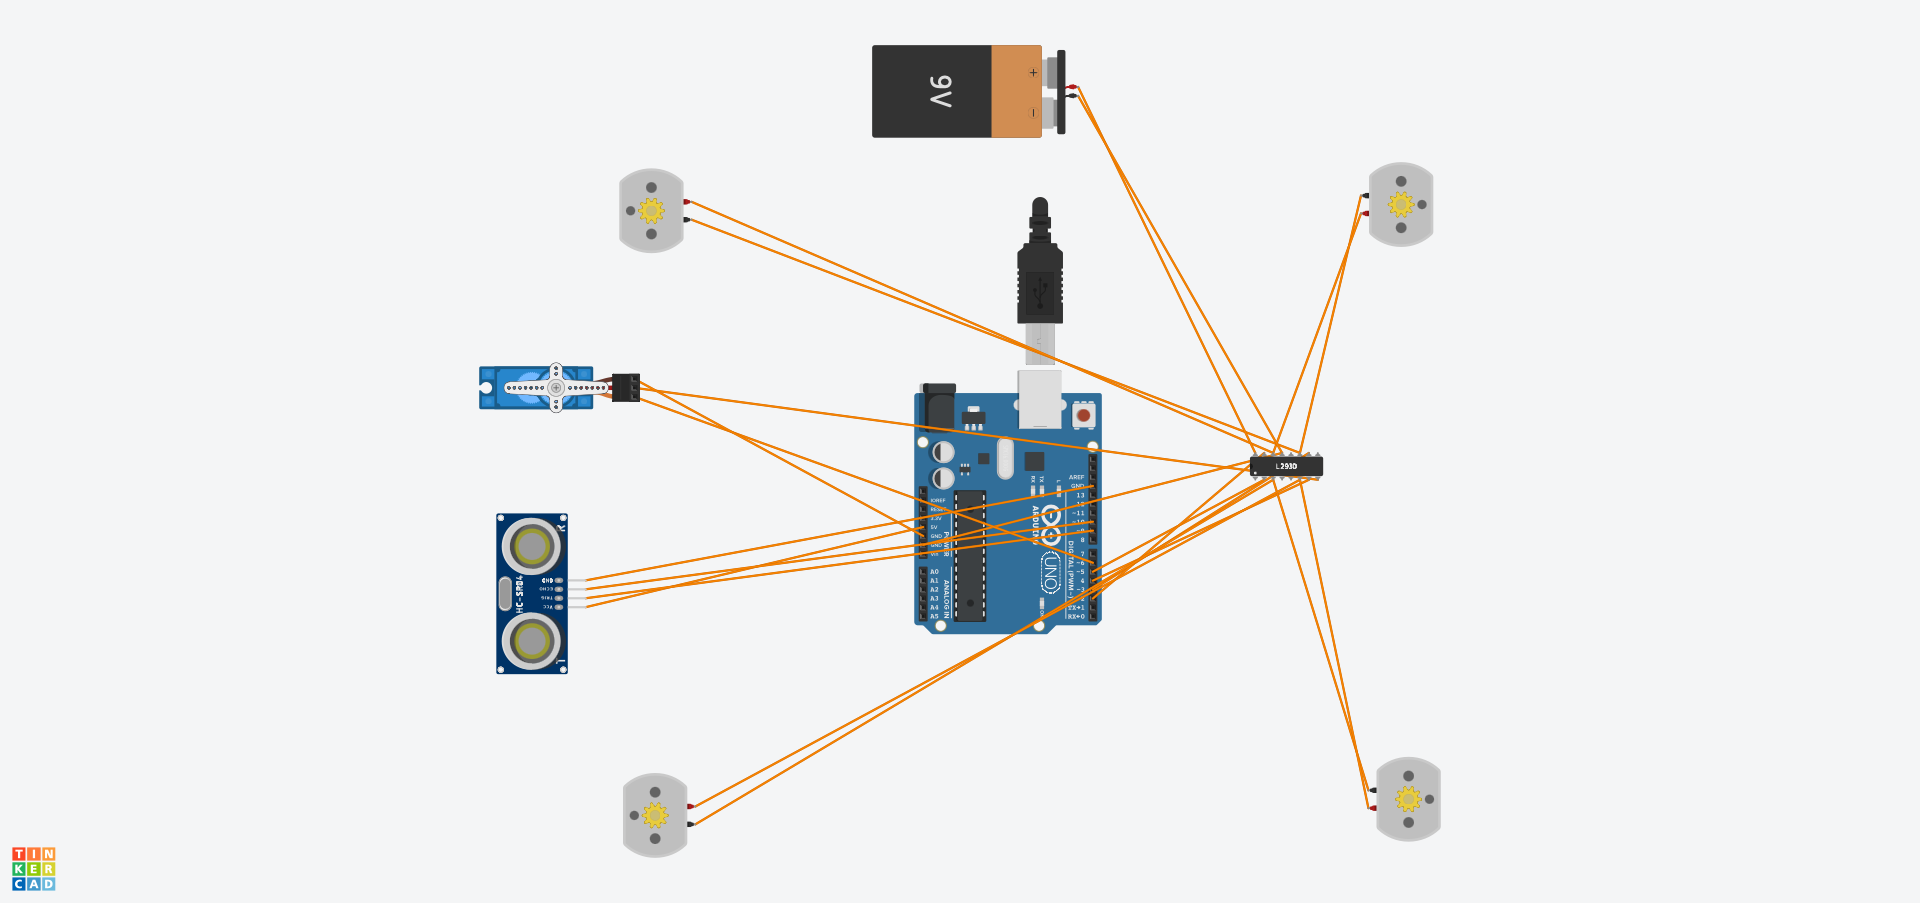 9V
+
−
L293D
AREF
GND
13
12
~11
~10
~9
8
7
~6
~5
4
~3
2
TX→1
RX←0
IOREF
RESET
3.3V
5V
GND
GND
Vin
A0
A1
A2
A3
A4
A5
POWER
ANALOG IN
DIGITAL (PWM~)
ARDUINO
UNO
RX
TX
L
HC-SR04
GND
ECHO
TRIG
VCC
R
TIN
KER
CAD